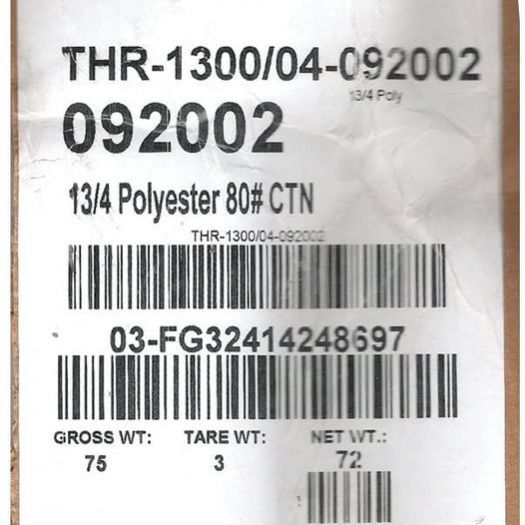 THR-1300/04-092002
13/4 Poly
092002
13/4 Polyester 80# CTN
THR-1300/04-092002
03-FG32414248697
GROSS WT: TARE WT: NET WT.:
75 3 72